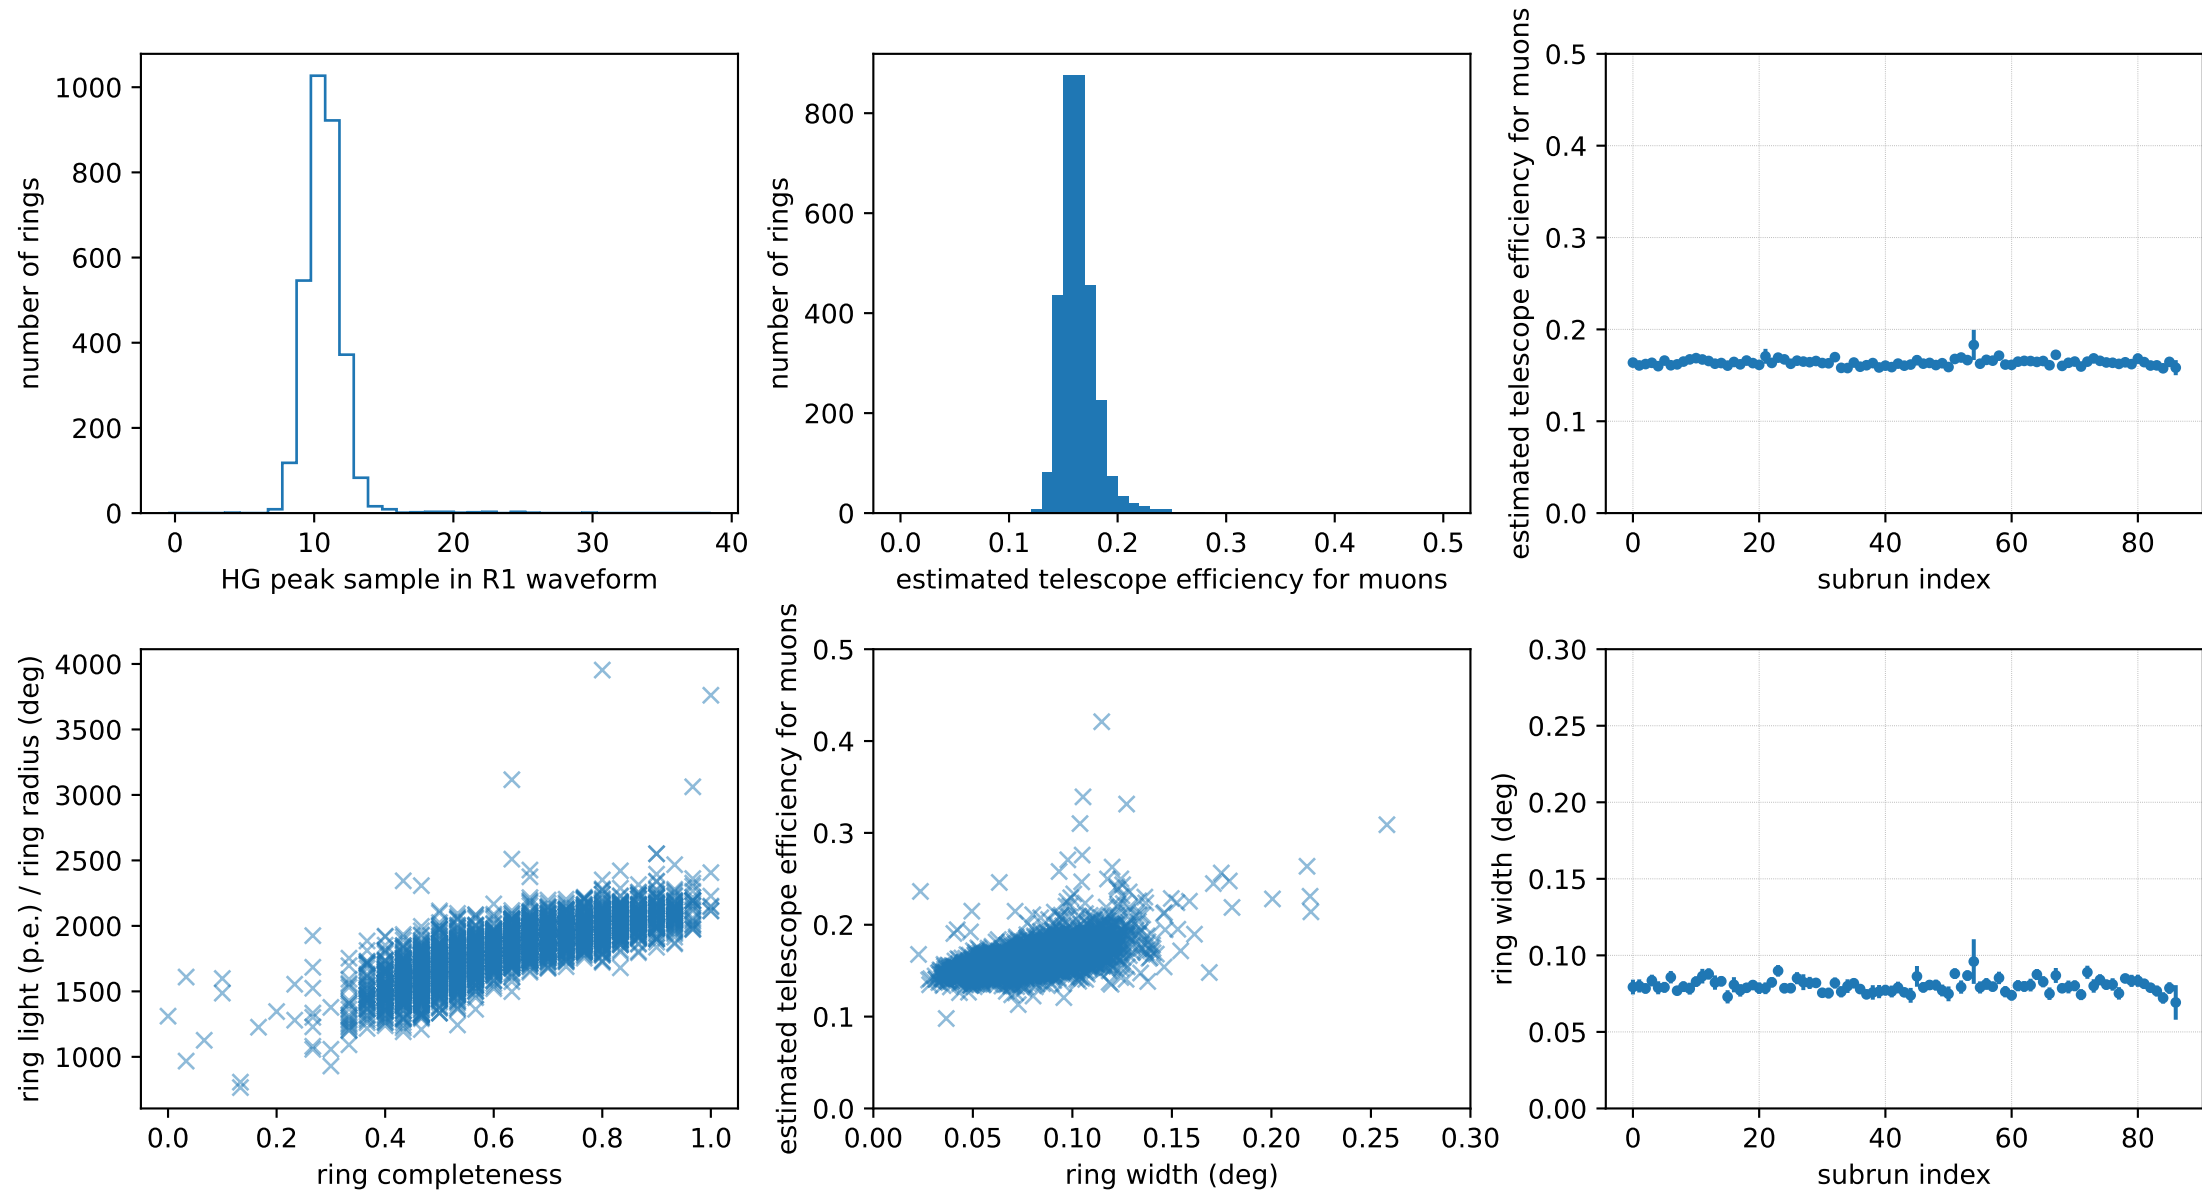 number of rings
1000
800
600
400
200
0
0 10 20 30 40
HG peak sample in R1 waveform
number of rings
800
600
400
200
0
0.0 0.1 0.2 0.3 0.4 0.5
estimated telescope efficiency for muons
estimated telescope efficiency for muons
0.5
0.4
0.3
0.2
0.1
0.0
0 20 40 60 80
subrun index
ring light (p.e.) / ring radius (deg)
4000
3500
3000
2500
2000
1500
1000
0.0 0.2 0.4 0.6 0.8 1.0
ring completeness
estimated telescope efficiency for muons
0.5
0.4
0.3
0.2
0.1
0.0
0.00 0.05 0.10 0.15 0.20 0.25 0.30
ring width (deg)
ring width (deg)
0.30
0.25
0.20
0.15
0.10
0.05
0.00
0 20 40 60 80
subrun index